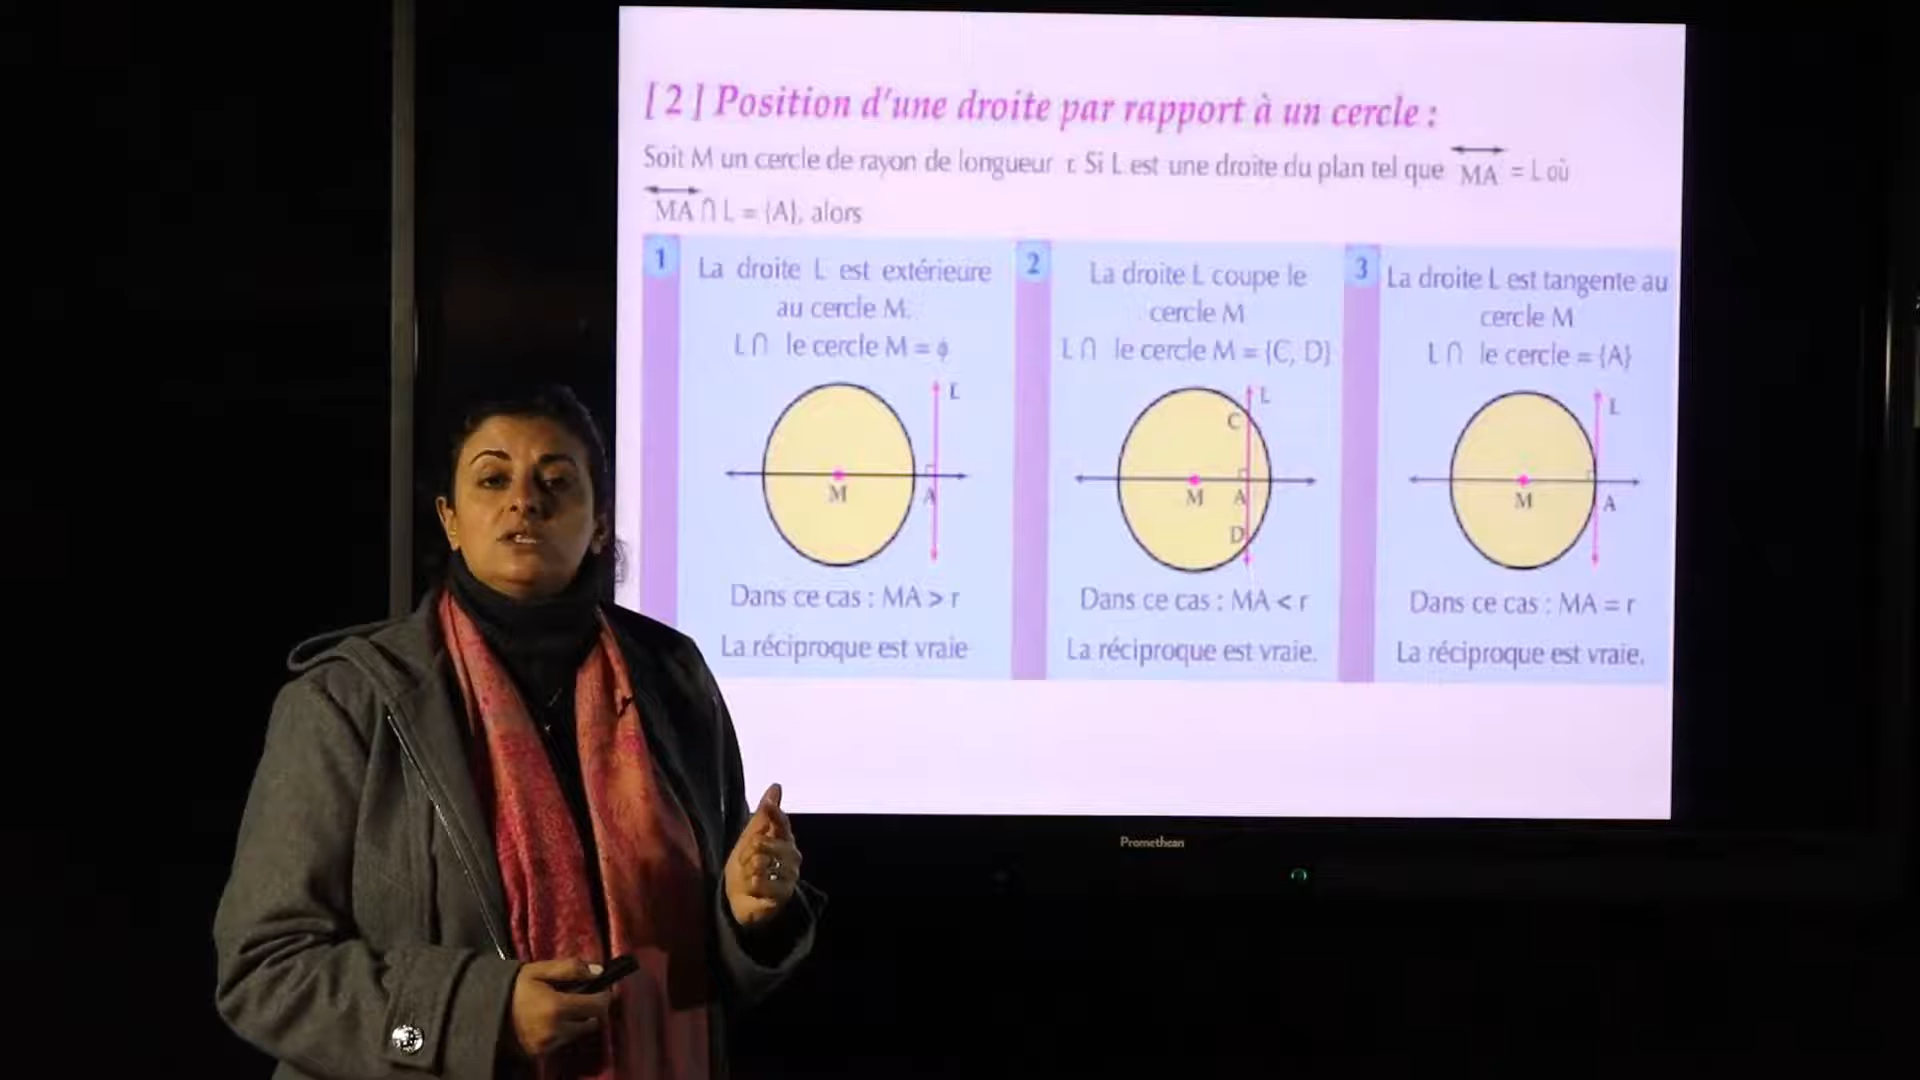 [ 2 ] Position d'une droite par rapport à un cercle :
Soit M un cercle de rayon de longueur r. Si L est une droite du plan tel que MA = L où
MA ∩ L = {A}, alors
1
La droite L est extérieure
au cercle M.
L ∩ le cercle M = ϕ
L
M
A
Dans ce cas : MA > r
La réciproque est vraie
2
La droite L coupe le
cercle M
L ∩ le cercle M = {C, D}
L
C
M
A
D
Dans ce cas : MA < r
La réciproque est vraie.
3
La droite L est tangente au
cercle M
L ∩ le cercle = {A}
L
M
A
Dans ce cas : MA = r
La réciproque est vraie.
Promethean